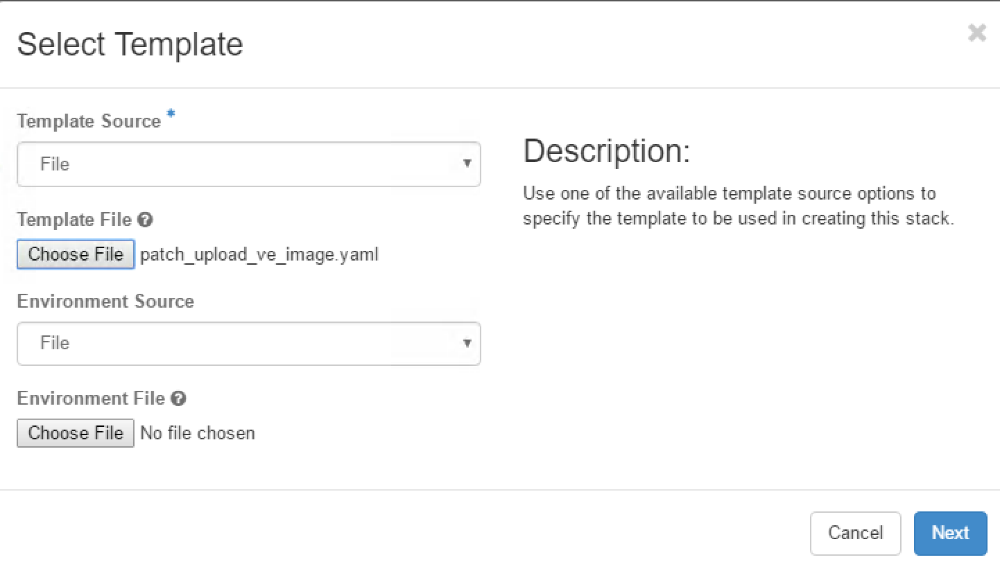 Select Template
Template Source *
File
Template File
Choose File patch_upload_ve_image.yaml
Environment Source
File
Environment File
Choose File No file chosen
Description:
Use one of the available template source options to
specify the template to be used in creating this stack.
Cancel Next